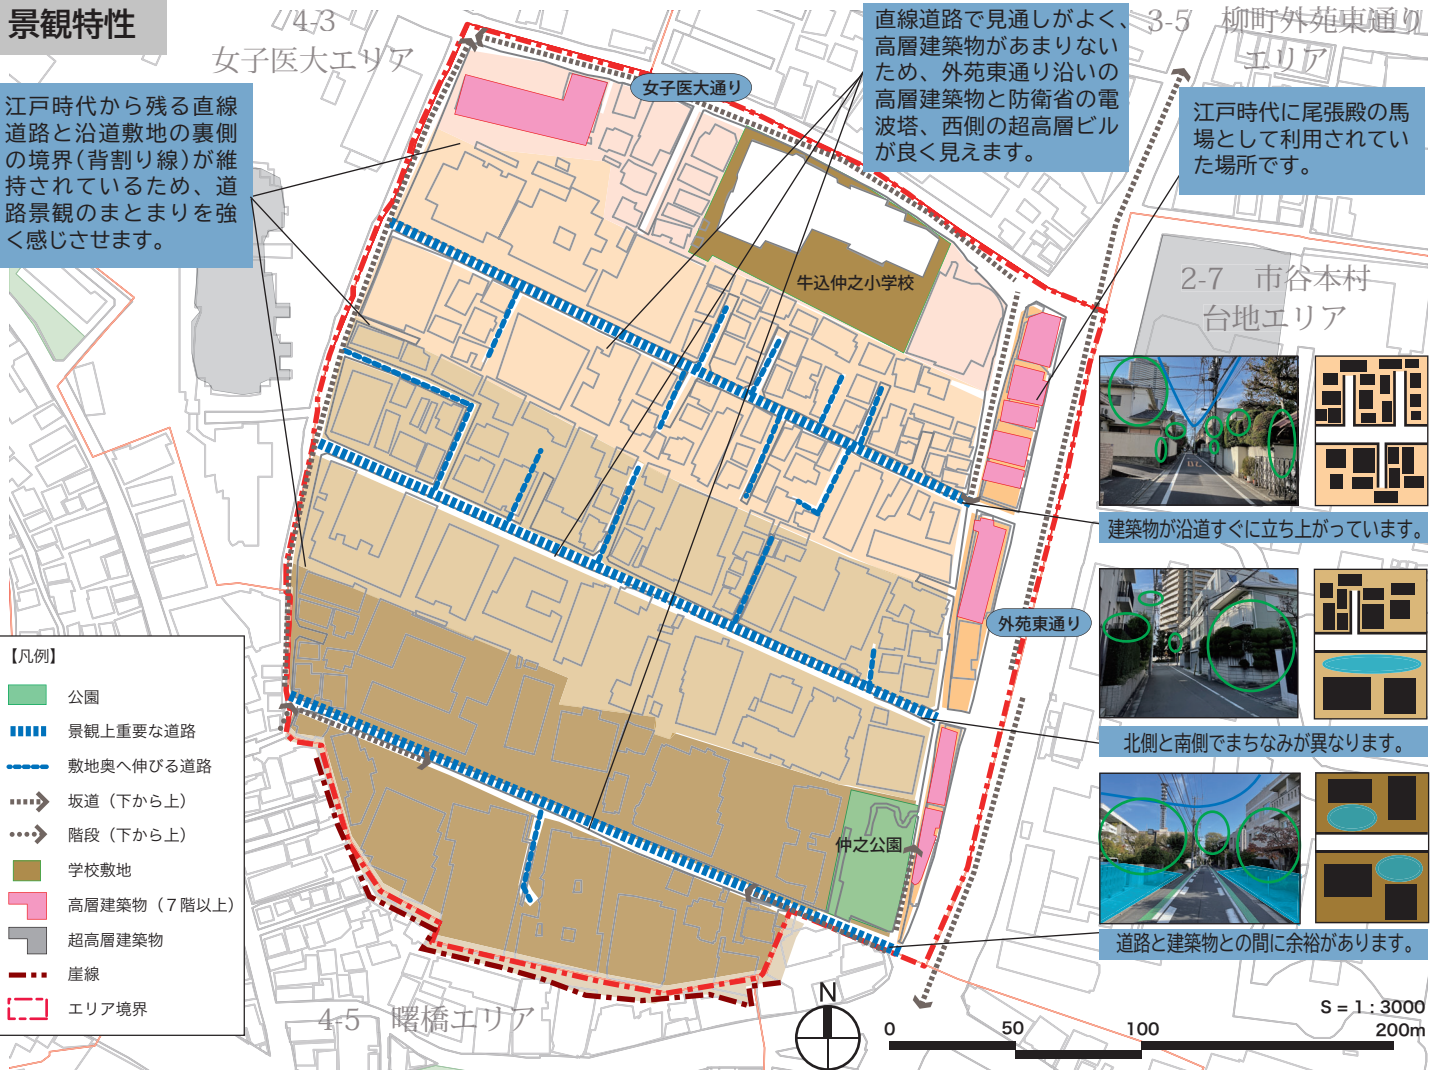 景観特性
4-3
女子医大エリア
江戸時代から残る直線
道路と沿道敷地の裏側
の境界（背割り線）が維
持されているため、道
路景観のまとまりを強
く感じさせます。
女子医大通り
直線道路で見通しがよく、
高層建築物があまりない
ため、外苑東通り沿いの
高層建築物と防衛省の電
波塔、西側の超高層ビル
が良く見えます。
3-5 柳町外苑東通り
エリア
江戸時代に尾張殿の馬
場として利用されてい
た場所です。
牛込仲之小学校
2-7 市谷本村
台地エリア
建築物が沿道すぐに立ち上がっています。
外苑東通り
北側と南側でまちなみが異なります。
仲之公園
道路と建築物との間に余裕があります。
【凡例】
公園
景観上重要な道路
敷地奥へ伸びる道路
坂道（下から上）
階段（下から上）
学校敷地
高層建築物（７階以上）
超高層建築物
崖線
エリア境界
4-5 曙橋エリア
N
S = 1 : 3000
0 50 100 200m